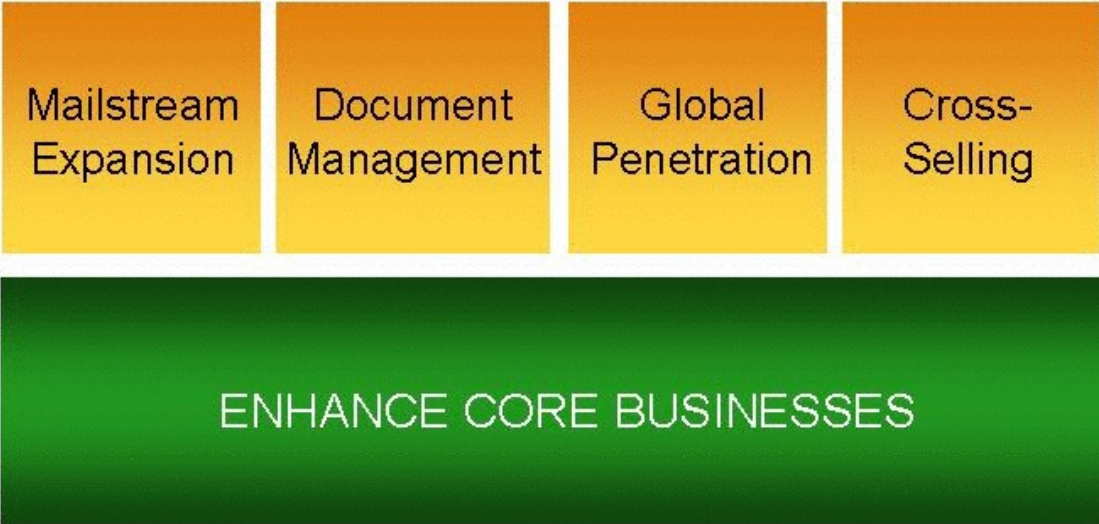 Mailstream
Expansion
Document
Management
Global
Penetration
Cross-
Selling
ENHANCE CORE BUSINESSES